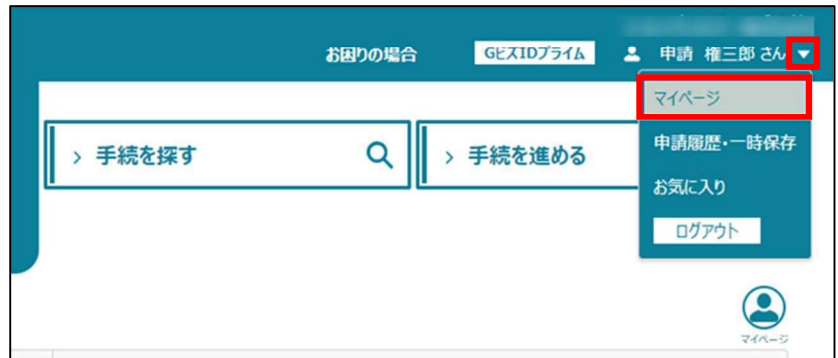 お困りの場合
GビズIDプライム
申請 権三郎 さん ▼
マイページ
申請履歴・一時保存
お気に入り
ログアウト
> 手続を探す
> 手続を進める
マイページ